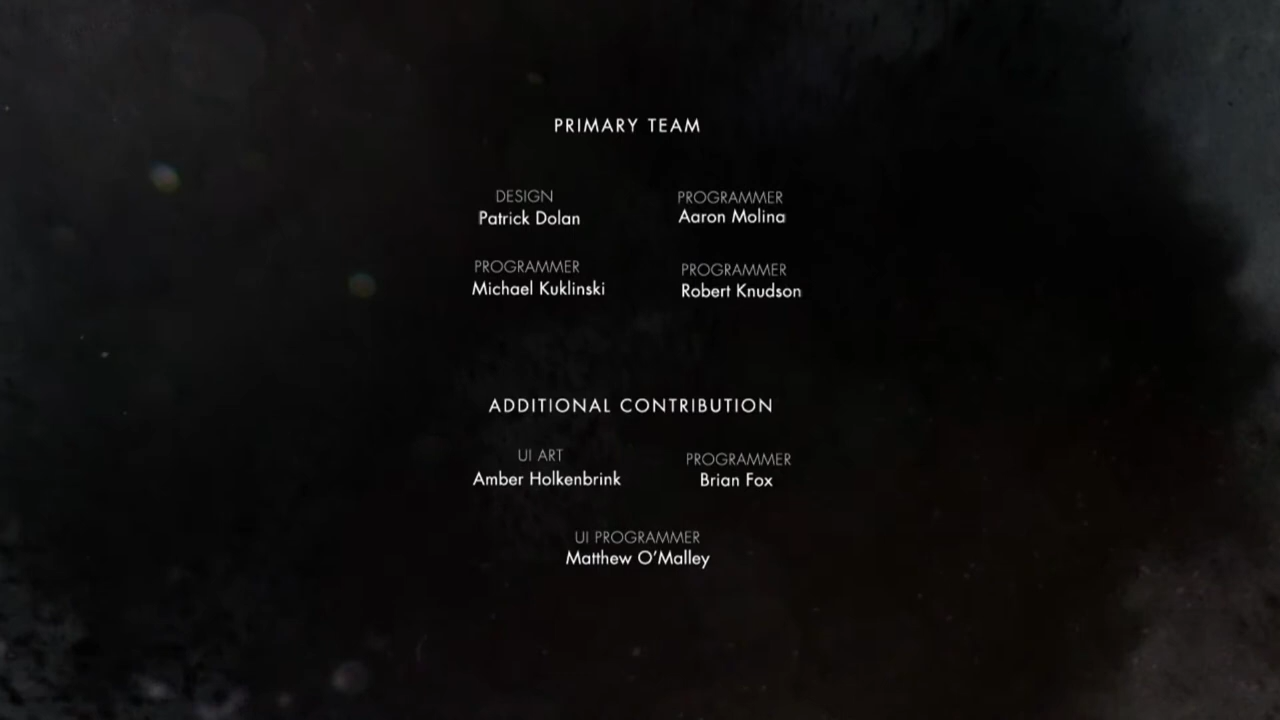 PRIMARY TEAM
DESIGN
Patrick Dolan
PROGRAMMER
Aaron Molina
PROGRAMMER
Michael Kuklinski
PROGRAMMER
Robert Knudson
ADDITIONAL CONTRIBUTION
UI ART
Amber Holkenbrink
PROGRAMMER
Brian Fox
UI PROGRAMMER
Matthew O’Malley